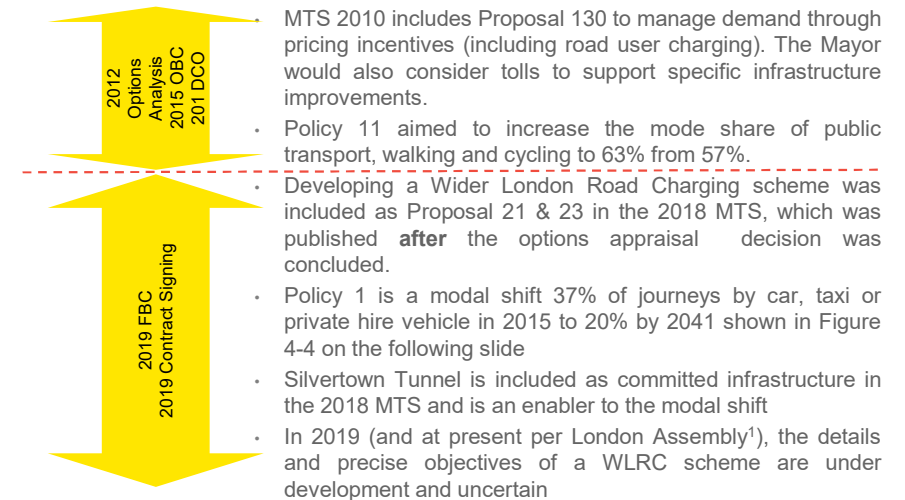 2012
Options
Analysis
2015 OBC
201 DCO
• MTS 2010 includes Proposal 130 to manage demand through
pricing incentives (including road user charging). The Mayor
would also consider tolls to support specific infrastructure
improvements.
• Policy 11 aimed to increase the mode share of public
transport, walking and cycling to 63% from 57%.
2019 FBC
2019 Contract Signing
• Developing a Wider London Road Charging scheme was
included as Proposal 21 & 23 in the 2018 MTS, which was
published after the options appraisal decision was
concluded.
• Policy 1 is a modal shift 37% of journeys by car, taxi or
private hire vehicle in 2015 to 20% by 2041 shown in Figure
4-4 on the following slide
• Silvertown Tunnel is included as committed infrastructure in
the 2018 MTS and is an enabler to the modal shift
• In 2019 (and at present per London Assembly¹), the details
and precise objectives of a WLRC scheme are under
development and uncertain